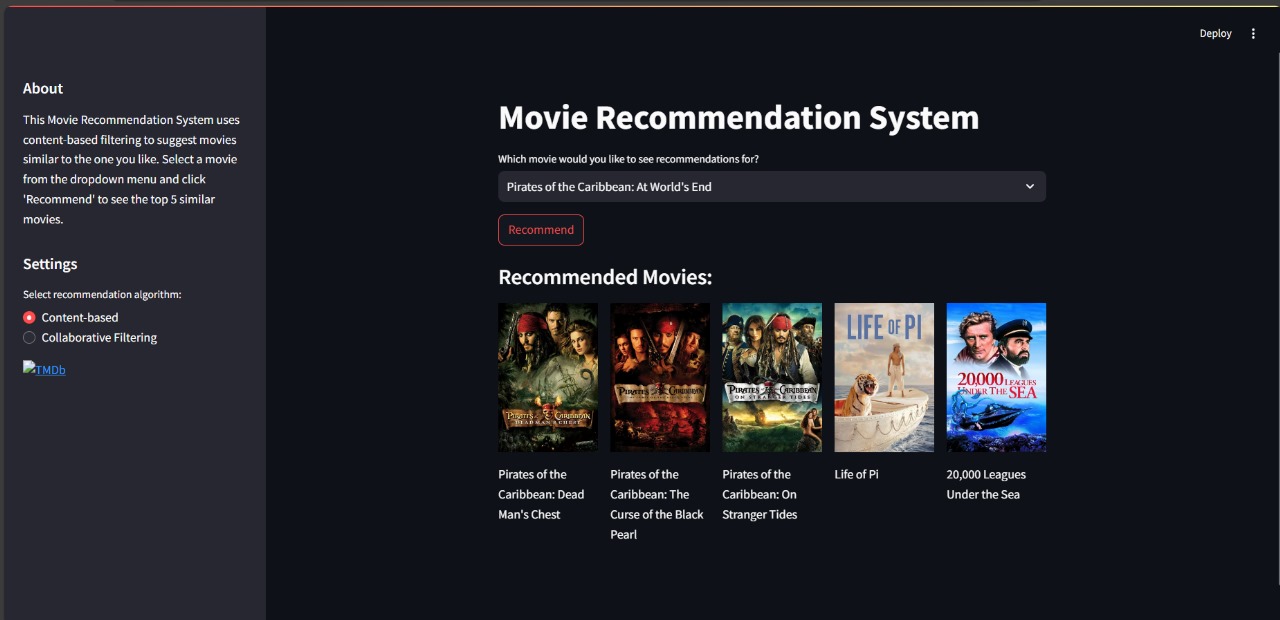 Deploy
About
This Movie Recommendation System uses
content-based filtering to suggest movies
similar to the one you like. Select a movie
from the dropdown menu and click
'Recommend' to see the top 5 similar
movies.
Settings
Select recommendation algorithm:
Content-based
Collaborative Filtering
TMDb
Movie Recommendation System
Which movie would you like to see recommendations for?
Pirates of the Caribbean: At World's End
Recommend
Recommended Movies:
PIRATES of the CARIBBEAN
DEAD MAN'S CHEST
PIRATES of the CARIBBEAN
PIRATES of the CARIBBEAN
ON STRANGER TIDES
LIFE OF PI
20,000 LEAGUES
UNDER THE SEA
Pirates of the
Caribbean: Dead
Man's Chest
Pirates of the
Caribbean: The
Curse of the Black
Pearl
Pirates of the
Caribbean: On
Stranger Tides
Life of Pi
20,000 Leagues
Under the Sea